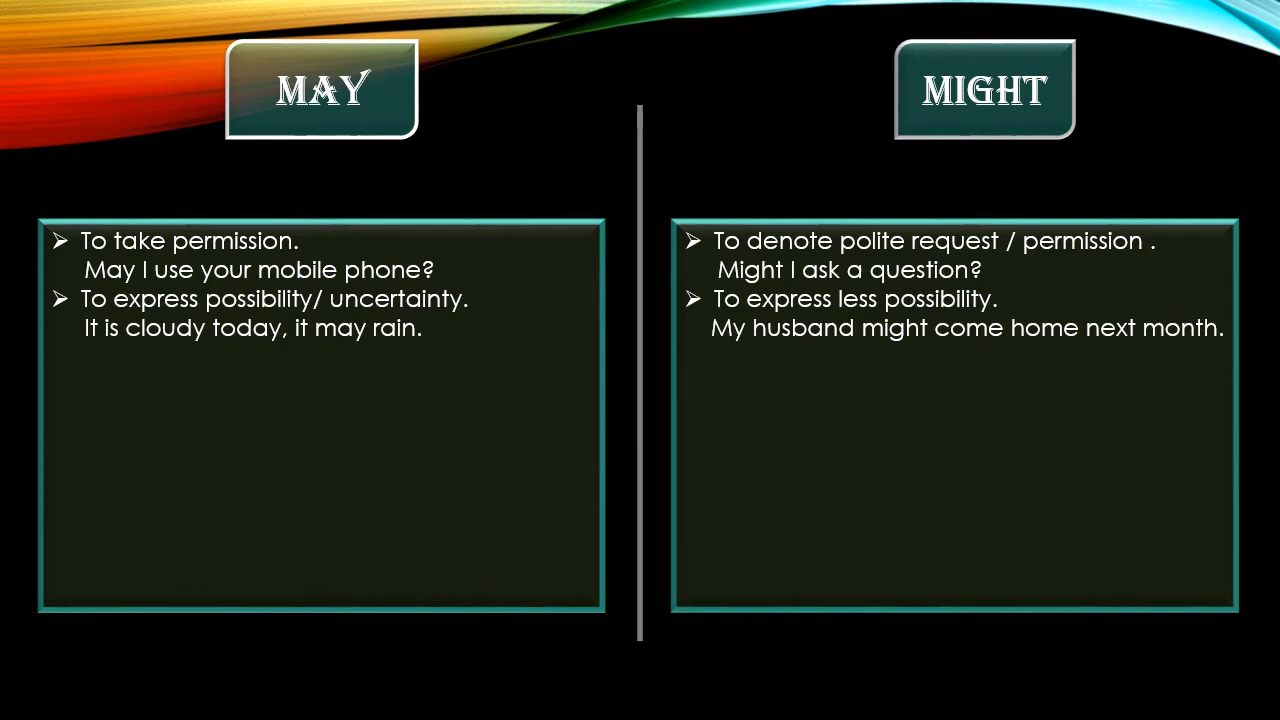 MAY
MIGHT
➢ To take permission.
May I use your mobile phone?
➢ To express possibility/ uncertainty.
It is cloudy today, it may rain.
➢ To denote polite request / permission .
Might I ask a question?
➢ To express less possibility.
My husband might come home next month.